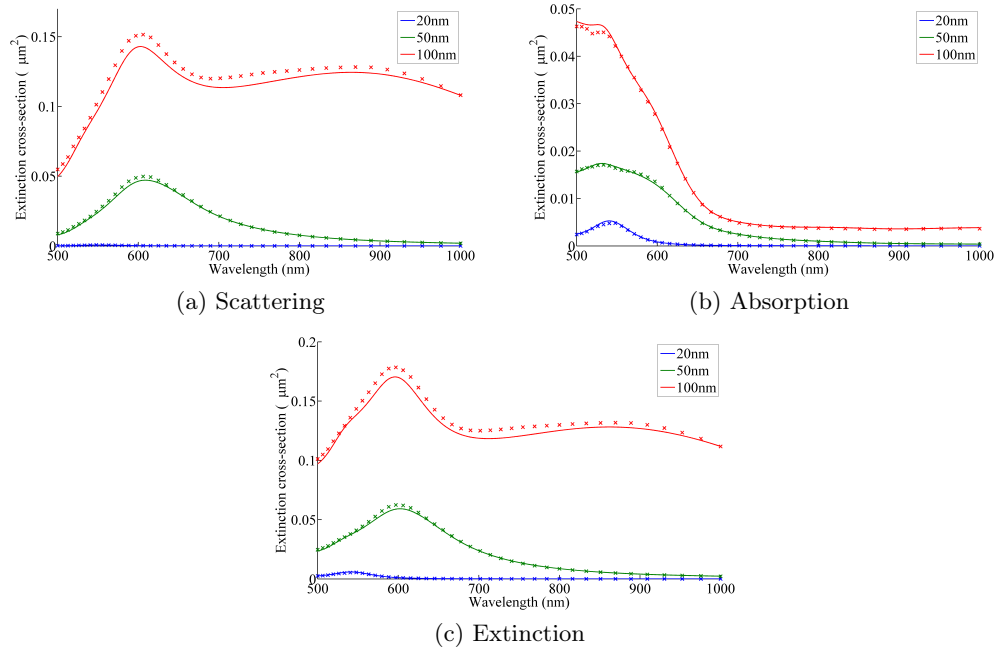 Extinction cross-section ( μm²)
0.15
0.1
0.05
0
500
600
700
800
900
1000
Wavelength (nm)
20nm
50nm
100nm
(a) Scattering
Extinction cross-section ( μm²)
0.05
0.04
0.03
0.02
0.01
0
500
600
700
800
900
1000
Wavelength (nm)
20nm
50nm
100nm
(b) Absorption
Extinction cross-section ( μm²)
0.2
0.15
0.1
0.05
0
500
600
700
800
900
1000
Wavelength (nm)
20nm
50nm
100nm
(c) Extinction